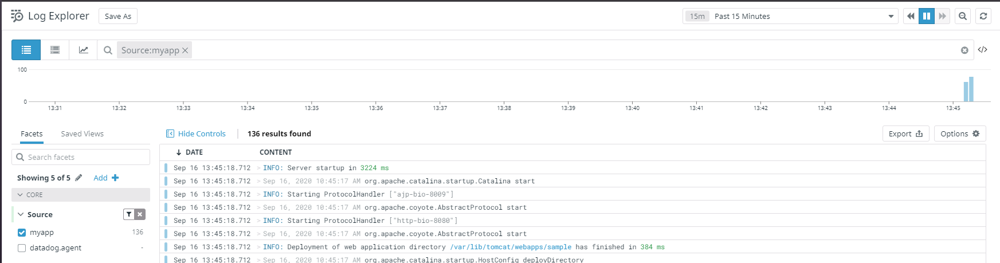 Log Explorer Save As 15m Past 15 Minutes
Source:myapp
</>
100
0
13:31 13:32 13:33 13:34 13:35 13:36 13:37 13:38 13:39 13:40 13:41 13:42 13:43 13:44 13:45
Facets Saved Views Hide Controls 136 results found Export Options
Search facets
Showing 5 of 5 Add
CORE
Source
myapp 136
datadog.agent -
DATE CONTENT
Sep 16 13:45:18.712 > INFO: Server startup in 3224 ms
Sep 16 13:45:18.712 > Sep 16, 2020 10:45:17 AM org.apache.catalina.startup.Catalina start
Sep 16 13:45:18.712 > INFO: Starting ProtocolHandler ["ajp-bio-8009"]
Sep 16 13:45:18.712 > Sep 16, 2020 10:45:17 AM org.apache.coyote.AbstractProtocol start
Sep 16 13:45:18.712 > INFO: Starting ProtocolHandler ["http-bio-8080"]
Sep 16 13:45:18.712 > Sep 16, 2020 10:45:17 AM org.apache.coyote.AbstractProtocol start
Sep 16 13:45:18.712 > INFO: Deployment of web application directory /var/lib/tomcat/webapps/sample has finished in 384 ms
Sep 16 13:45:18.712 > Sep 16, 2020 10:45:17 AM org.apache.catalina.startup.HostConfig deployDirectory